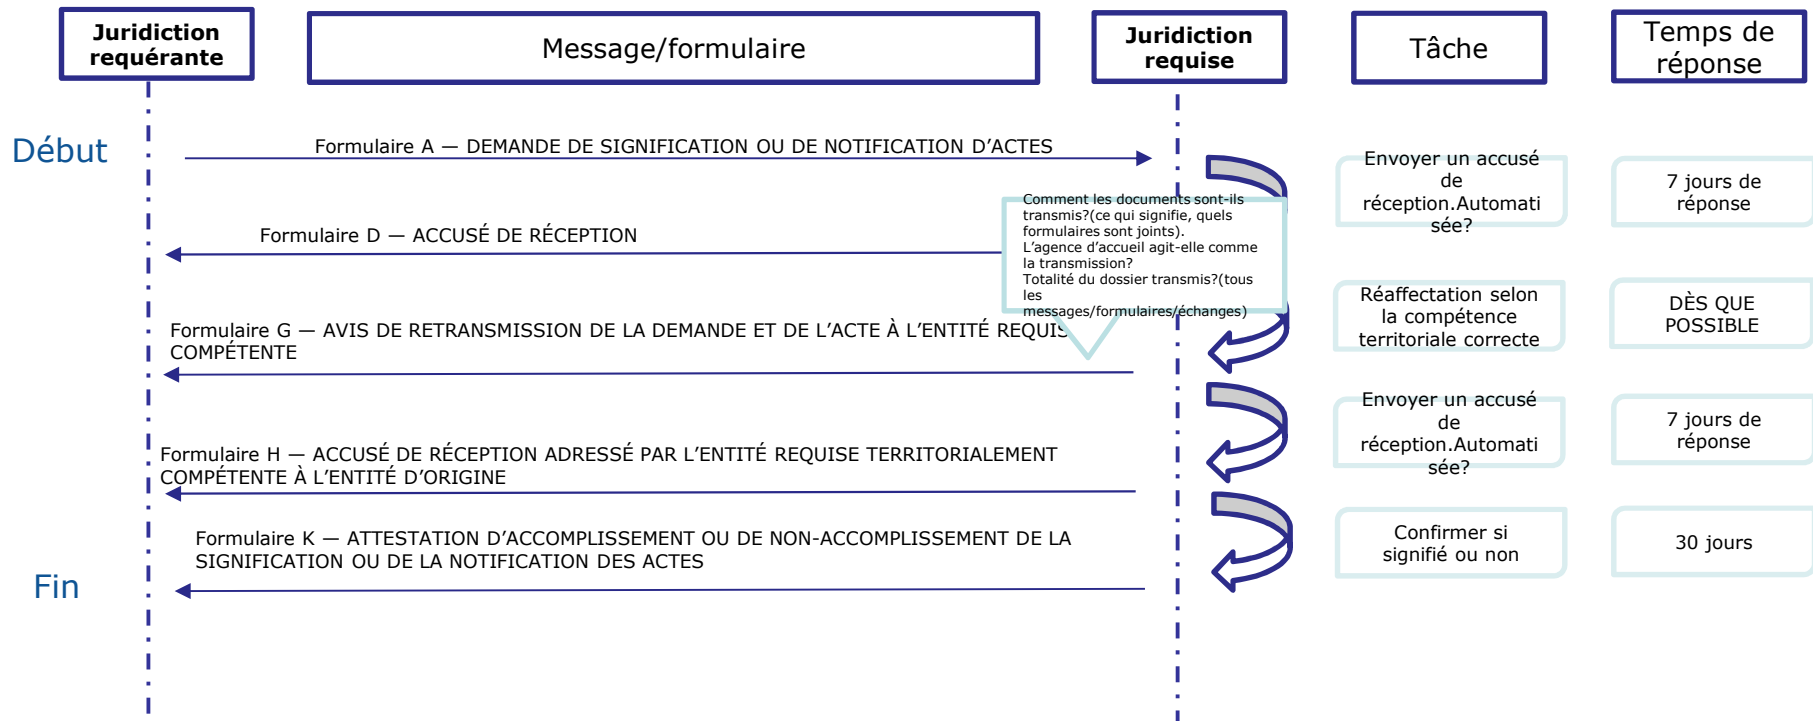 Juridiction
requérante
Message/formulaire
Juridiction
requise
Tâche
Temps de
réponse
Début
Formulaire A — DEMANDE DE SIGNIFICATION OU DE NOTIFICATION D’ACTES
Envoyer un accusé
de
réception.Automati
sée?
7 jours de
réponse
Comment les documents sont-ils
transmis?(ce qui signifie, quels
formulaires sont joints).
L’agence d’accueil agit-elle comme
la transmission?
Totalité du dossier transmis?(tous
les
messages/formulaires/échanges)
Formulaire D — ACCUSÉ DE RÉCEPTION
Réaffectation selon
la compétence
territoriale correcte
DÈS QUE
POSSIBLE
Formulaire G — AVIS DE RETRANSMISSION DE LA DEMANDE ET DE L’ACTE À L’ENTITÉ REQUIS
COMPÉTENTE
Envoyer un accusé
de
réception.Automati
sée?
7 jours de
réponse
Formulaire H — ACCUSÉ DE RÉCEPTION ADRESSÉ PAR L’ENTITÉ REQUISE TERRITORIALEMENT
COMPÉTENTE À L’ENTITÉ D’ORIGINE
Formulaire K — ATTESTATION D’ACCOMPLISSEMENT OU DE NON-ACCOMPLISSEMENT DE LA
SIGNIFICATION OU DE LA NOTIFICATION DES ACTES
Confirmer si
signifié ou non
30 jours
Fin